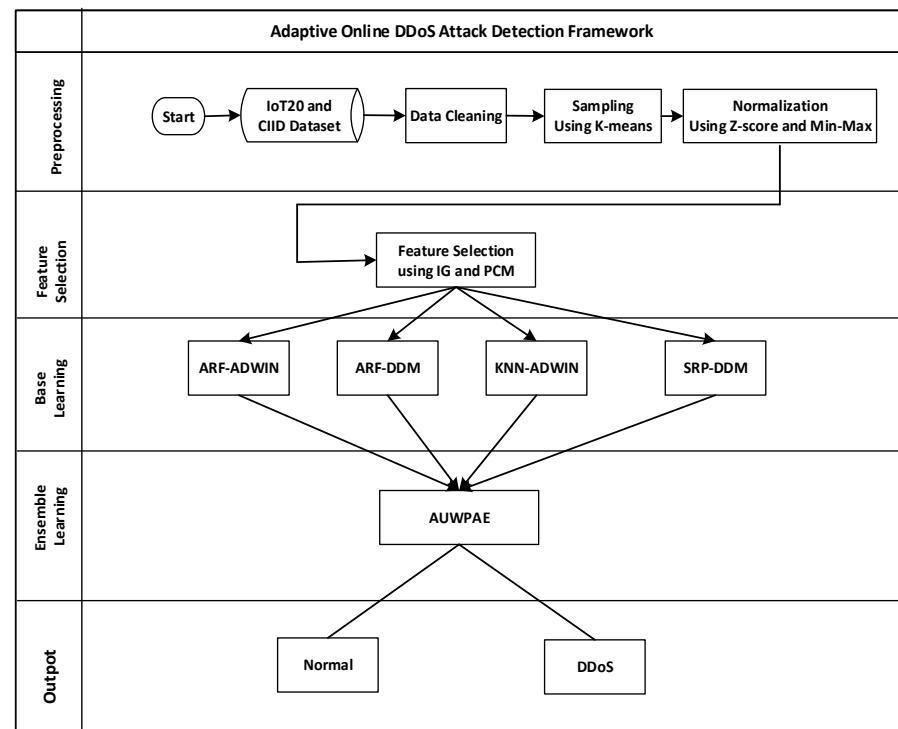 Adaptive Online DDoS Attack Detection Framework
Preprocessing
Start
IoT20 and
CIID Dataset
Data Cleaning
Sampling
Using K-means
Normalization
Using Z-score and Min-Max
Feature
Selection
Feature Selection
using IG and PCM
Base
Learning
ARF-ADWIN
ARF-DDM
KNN-ADWIN
SRP-DDM
Ensemble
Learning
AUWPAE
Outpot
Normal
DDoS